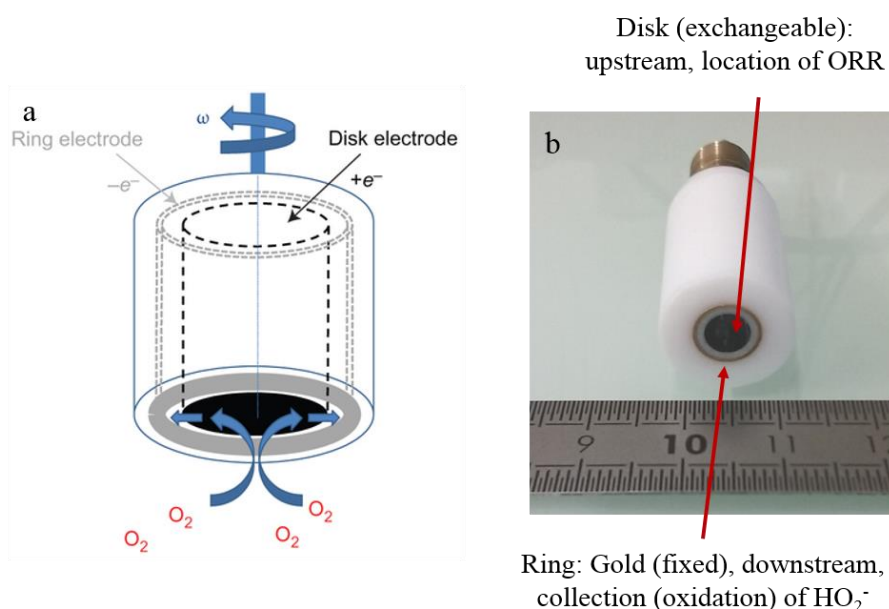 Disk (exchangeable):
upstream, location of ORR
a
ω
Ring electrode
Disk electrode
−e⁻
+e⁻
O₂
O₂
O₂
O₂
b
9
10
11
Ring: Gold (fixed), downstream,
collection (oxidation) of HO₂⁻